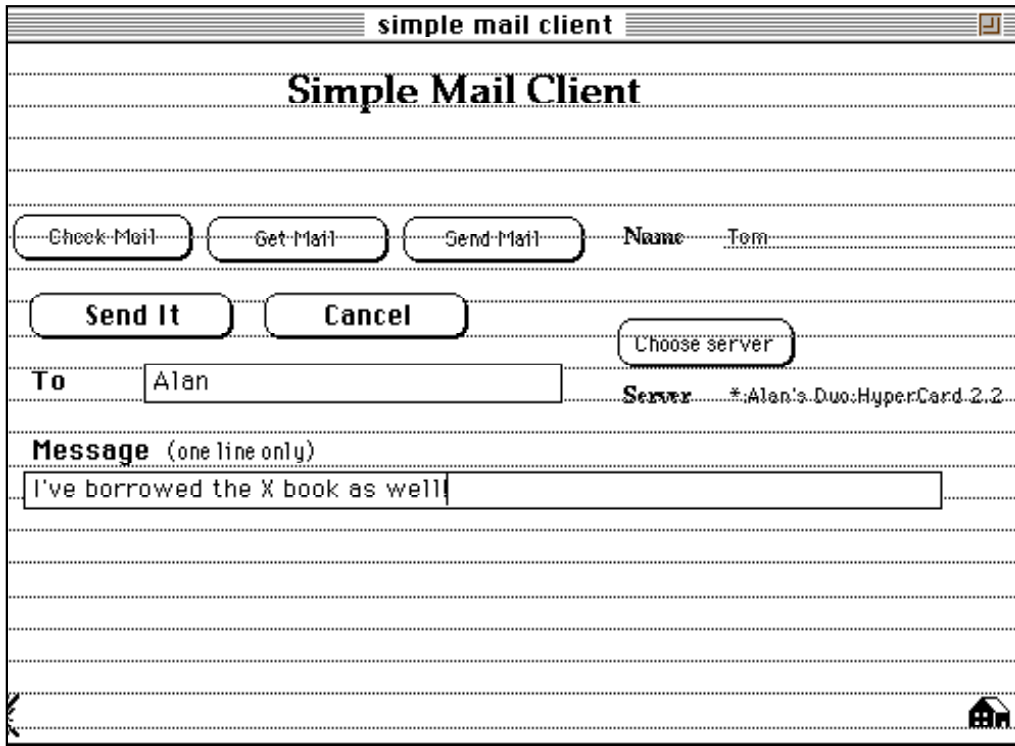 simple mail client
Simple Mail Client
Check Mail Get Mail Send Mail Name Tom
Send It Cancel
Choose server
To Alan
Server *:Alan's Duo:HyperCard 2.2
Message (one line only)
I've borrowed the X book as well!